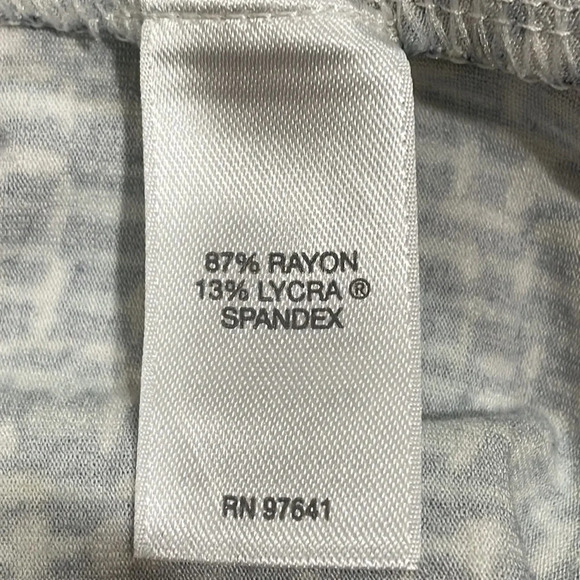 87% RAYON
13% LYCRA ®
SPANDEX
RN 97641